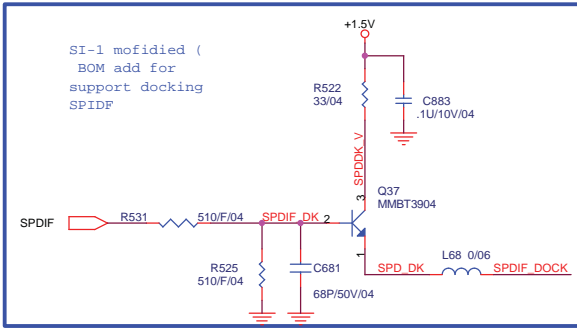 +1.5V
SI-1 mofidied (
BOM add for
support docking
SPIDF
R522
33/04
C883
.1U/10V/04
SPDDK_V
3
Q37
MMBT3904
SPDIF
R531
510/F/04
SPDIF_DK
2
1
R525
510/F/04
C681
68P/50V/04
SPD_DK
L68 0/06
SPDIF_DOCK